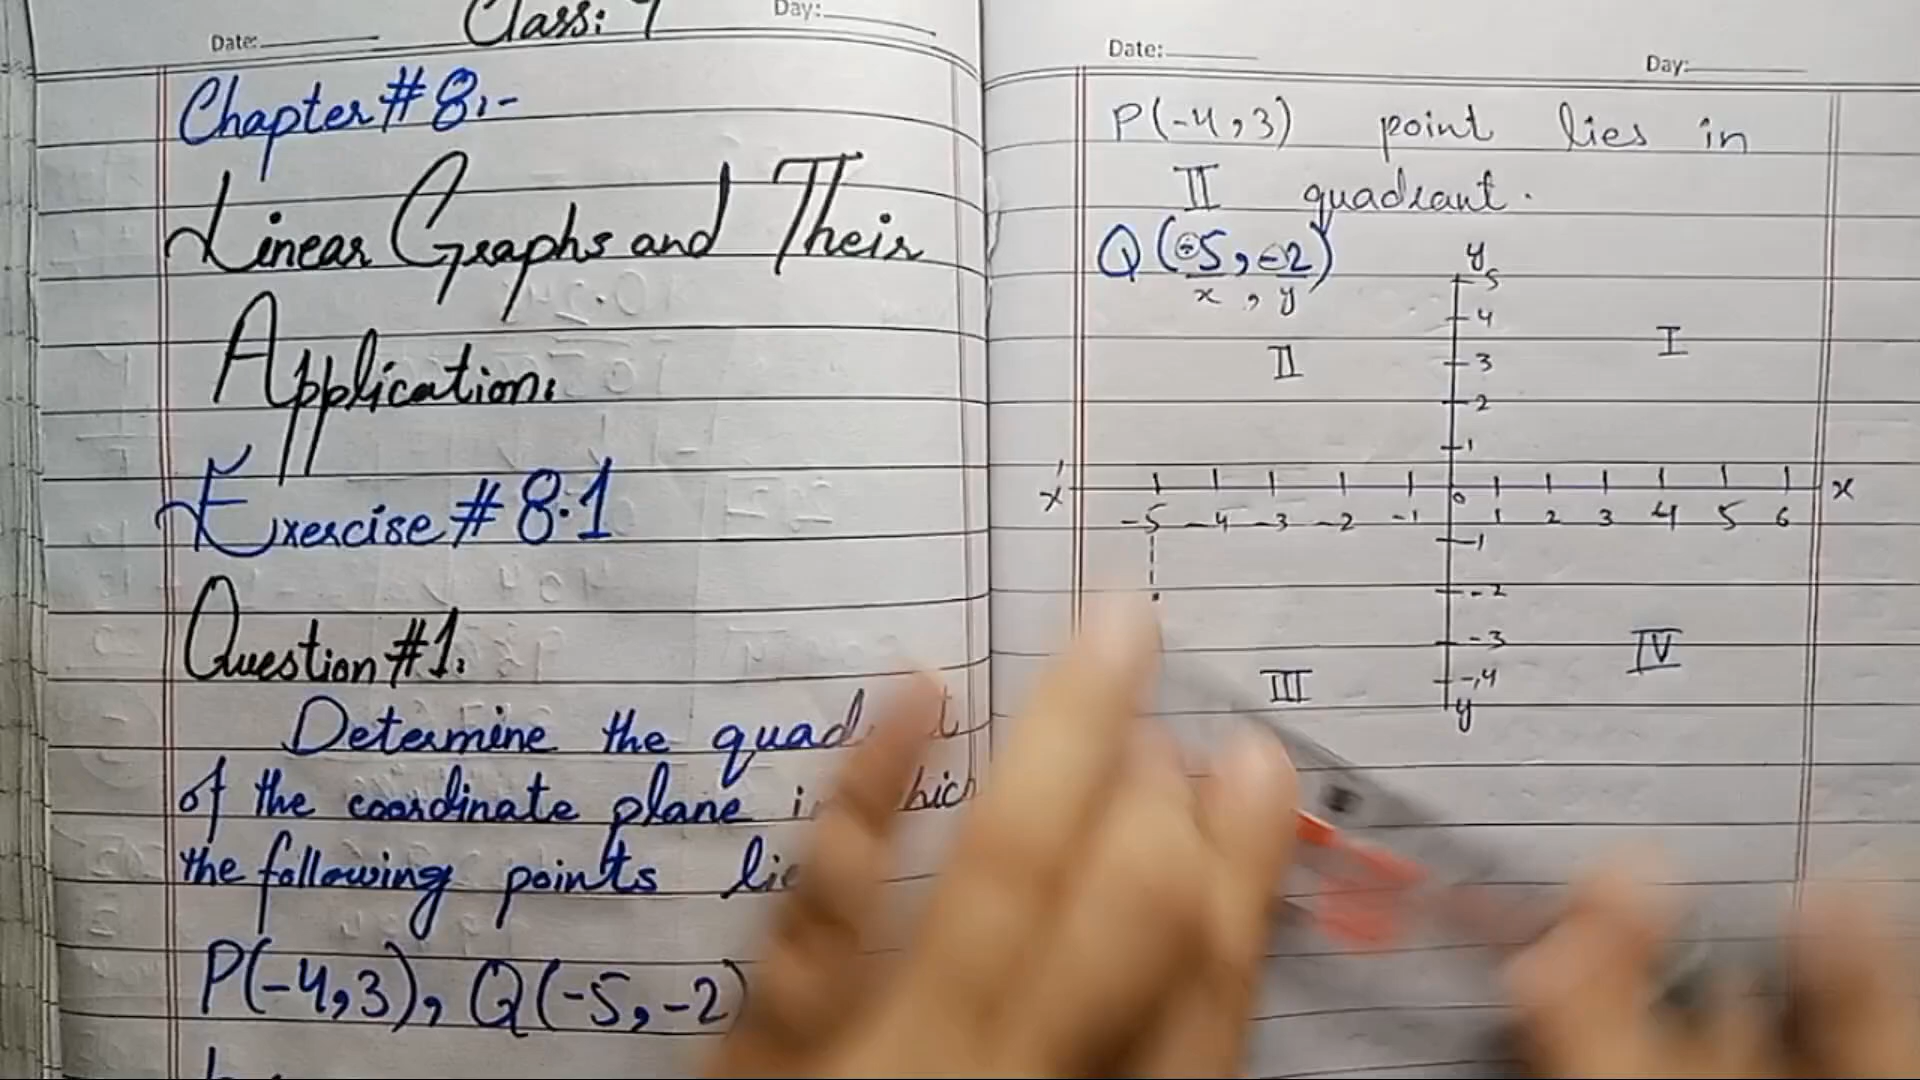 Class: 9
Day:
Date:
Chapter # 8:-
Linear Graphs and Their
Application.
Exercise # 8.1
Question #1.
Determine the
of the coordinate plane
the following points
P(-4,3), Q(-5,-2)
Date:
Day:
P(-4,3) point lies in
II quadrant.
Q(-5,-2)
x, y
y
5
4
3
2
1
II
I
x'
-5 -4 -3 -2 -1 0 1 2 3 4 5 6
x
-1
-2
-3
-4
III
IV
y